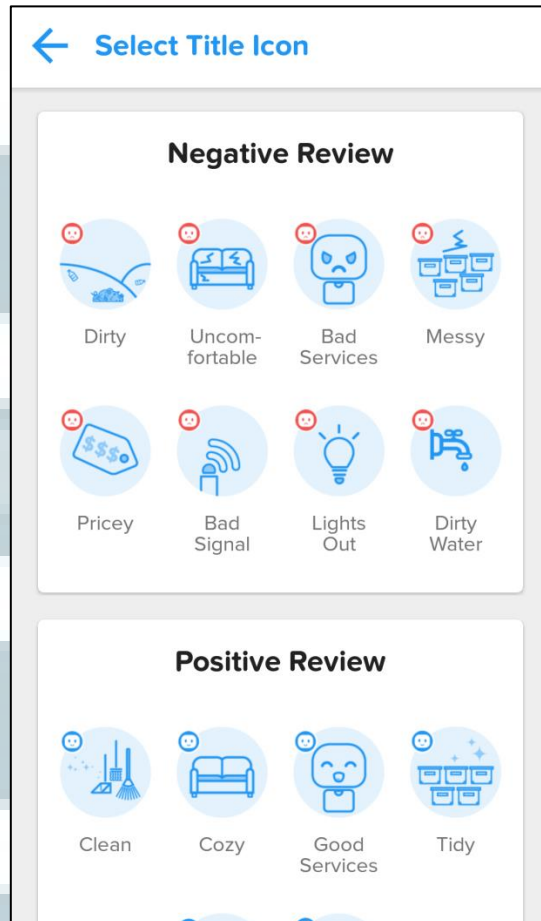 Select Title Icon
Negative Review
Dirty
Uncom-
fortable
Bad
Services
Messy
$$$
Pricey
Bad
Signal
Lights
Out
Dirty
Water
Positive Review
Clean
Cozy
Good
Services
Tidy